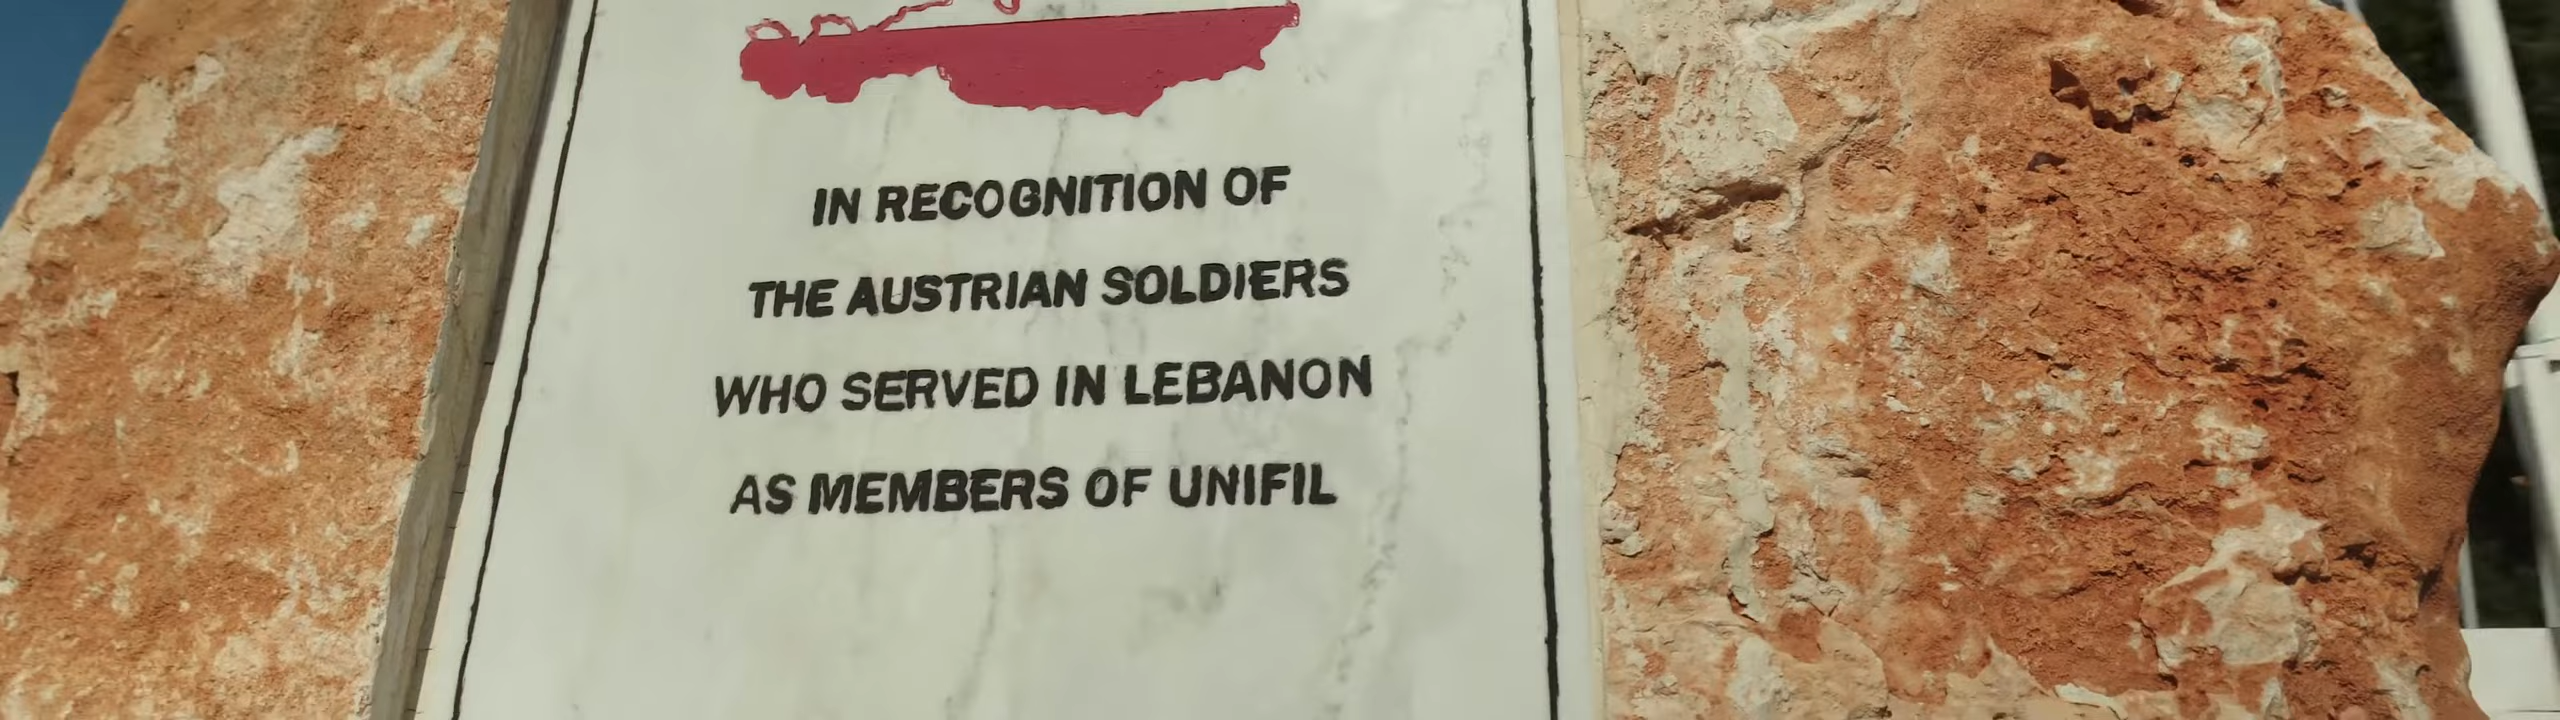 IN RECOGNITION OF
THE AUSTRIAN SOLDIERS
WHO SERVED IN LEBANON
AS MEMBERS OF UNIFIL